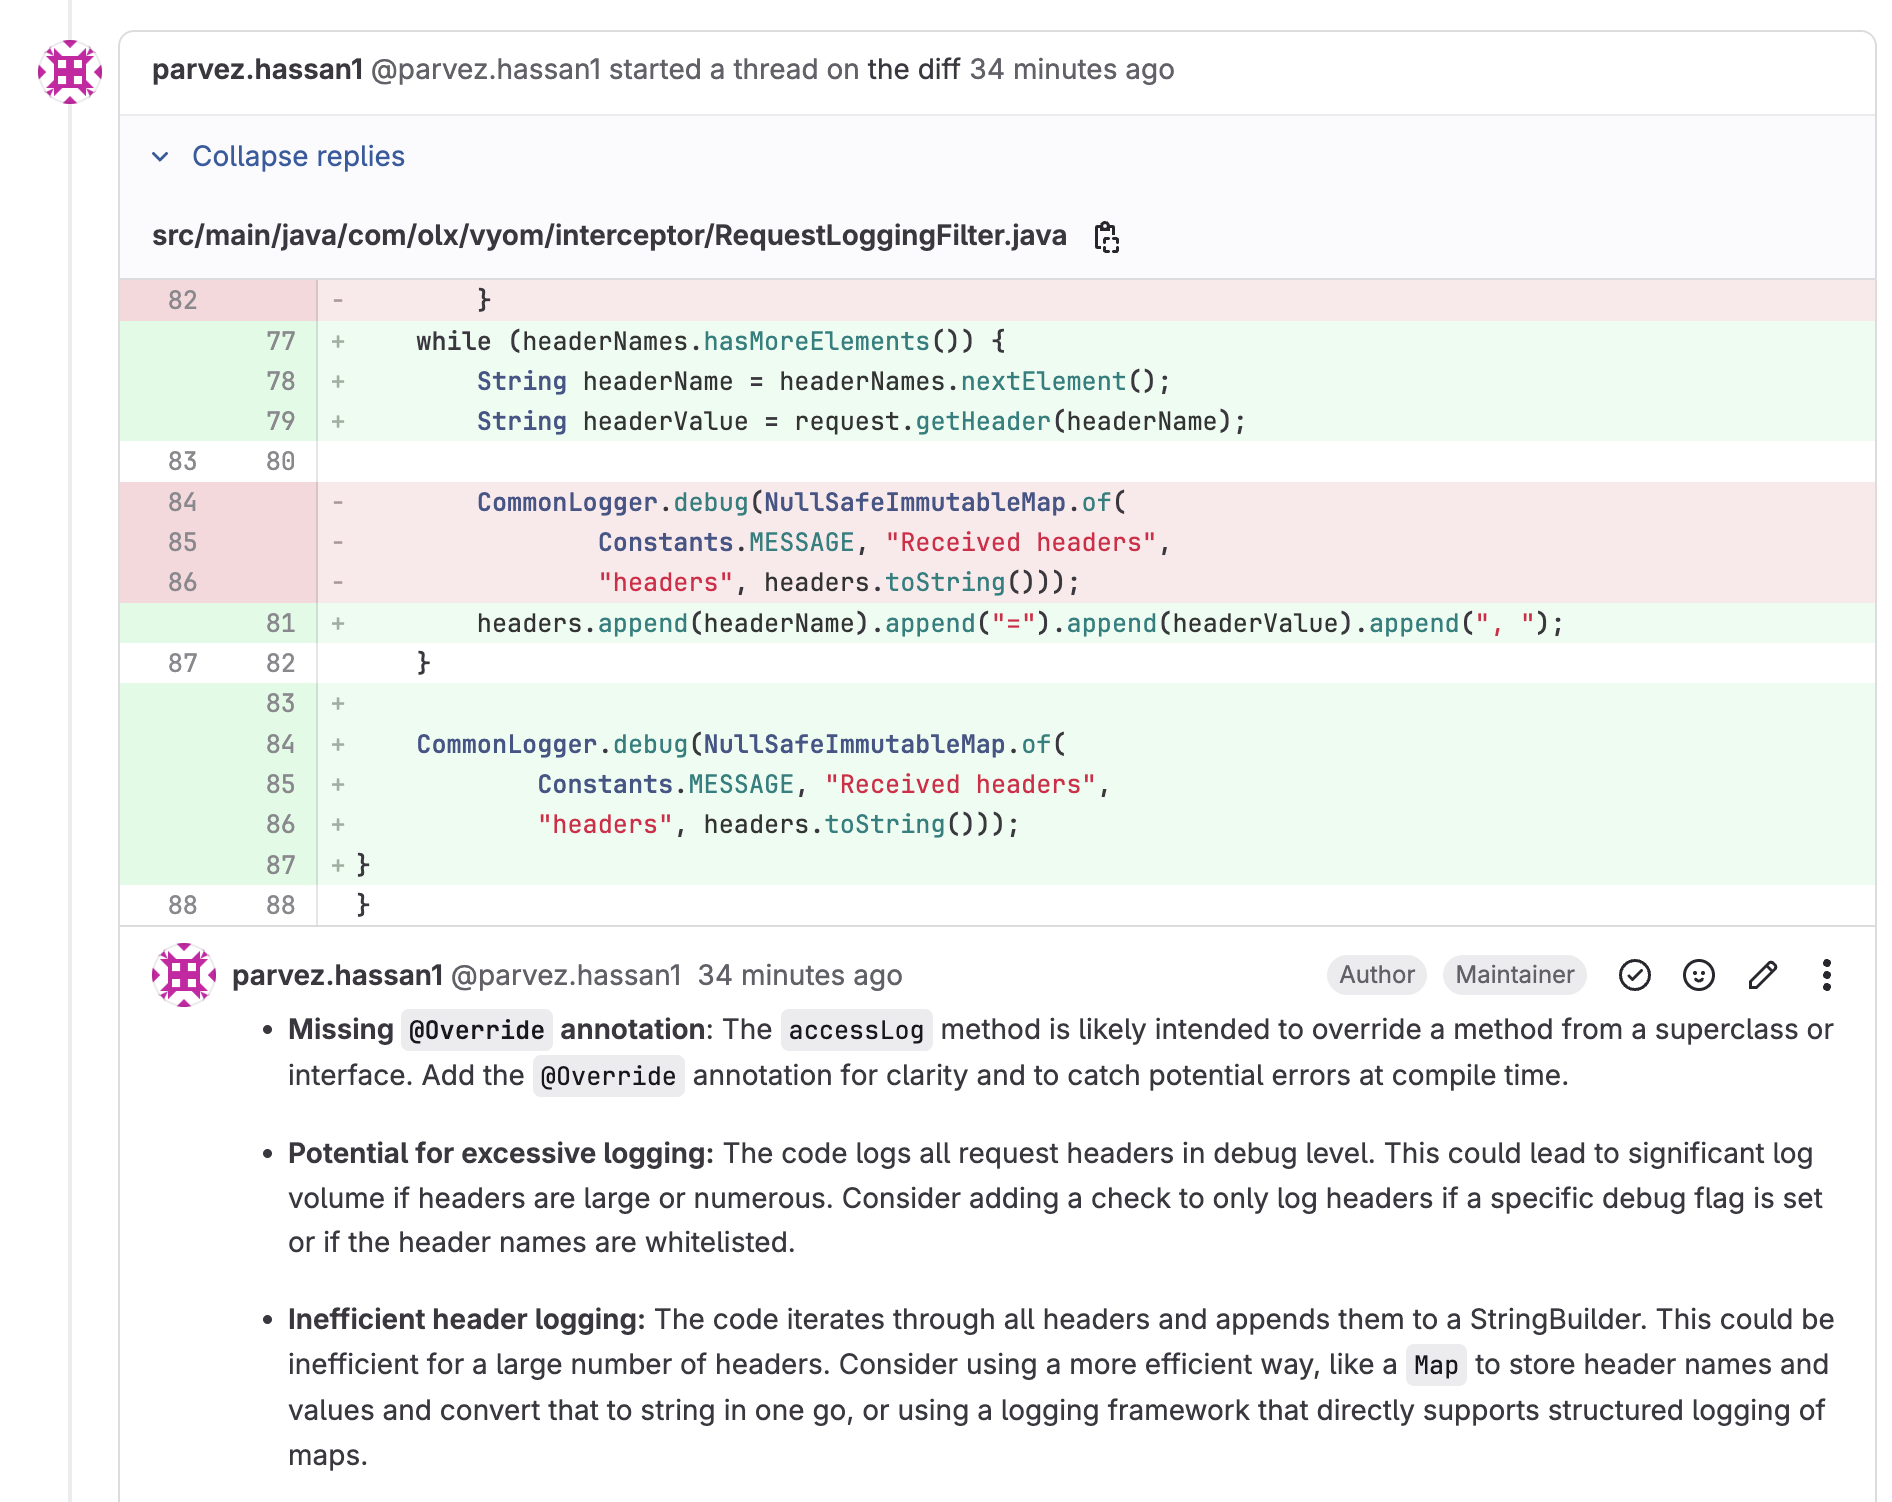 parvez.hassan1 @parvez.hassan1 started a thread on the diff 34 minutes ago
Collapse replies
src/main/java/com/olx/vyom/interceptor/RequestLoggingFilter.java
82 - }
77 + while (headerNames.hasMoreElements()) {
78 + String headerName = headerNames.nextElement();
79 + String headerValue = request.getHeader(headerName);
83 80
84 - CommonLogger.debug(NullSafeImmutableMap.of(
85 - Constants.MESSAGE, "Received headers",
86 - "headers", headers.toString()));
81 + headers.append(headerName).append("=").append(headerValue).append(", ");
87 82 }
83 +
84 + CommonLogger.debug(NullSafeImmutableMap.of(
85 + Constants.MESSAGE, "Received headers",
86 + "headers", headers.toString()));
87 + }
88 88 }
parvez.hassan1 @parvez.hassan1 34 minutes ago Author Maintainer
• Missing @Override annotation: The accessLog method is likely intended to override a method from a superclass or
interface. Add the @Override annotation for clarity and to catch potential errors at compile time.
• Potential for excessive logging: The code logs all request headers in debug level. This could lead to significant log
volume if headers are large or numerous. Consider adding a check to only log headers if a specific debug flag is set
or if the header names are whitelisted.
• Inefficient header logging: The code iterates through all headers and appends them to a StringBuilder. This could be
inefficient for a large number of headers. Consider using a more efficient way, like a Map to store header names and
values and convert that to string in one go, or using a logging framework that directly supports structured logging of
maps.